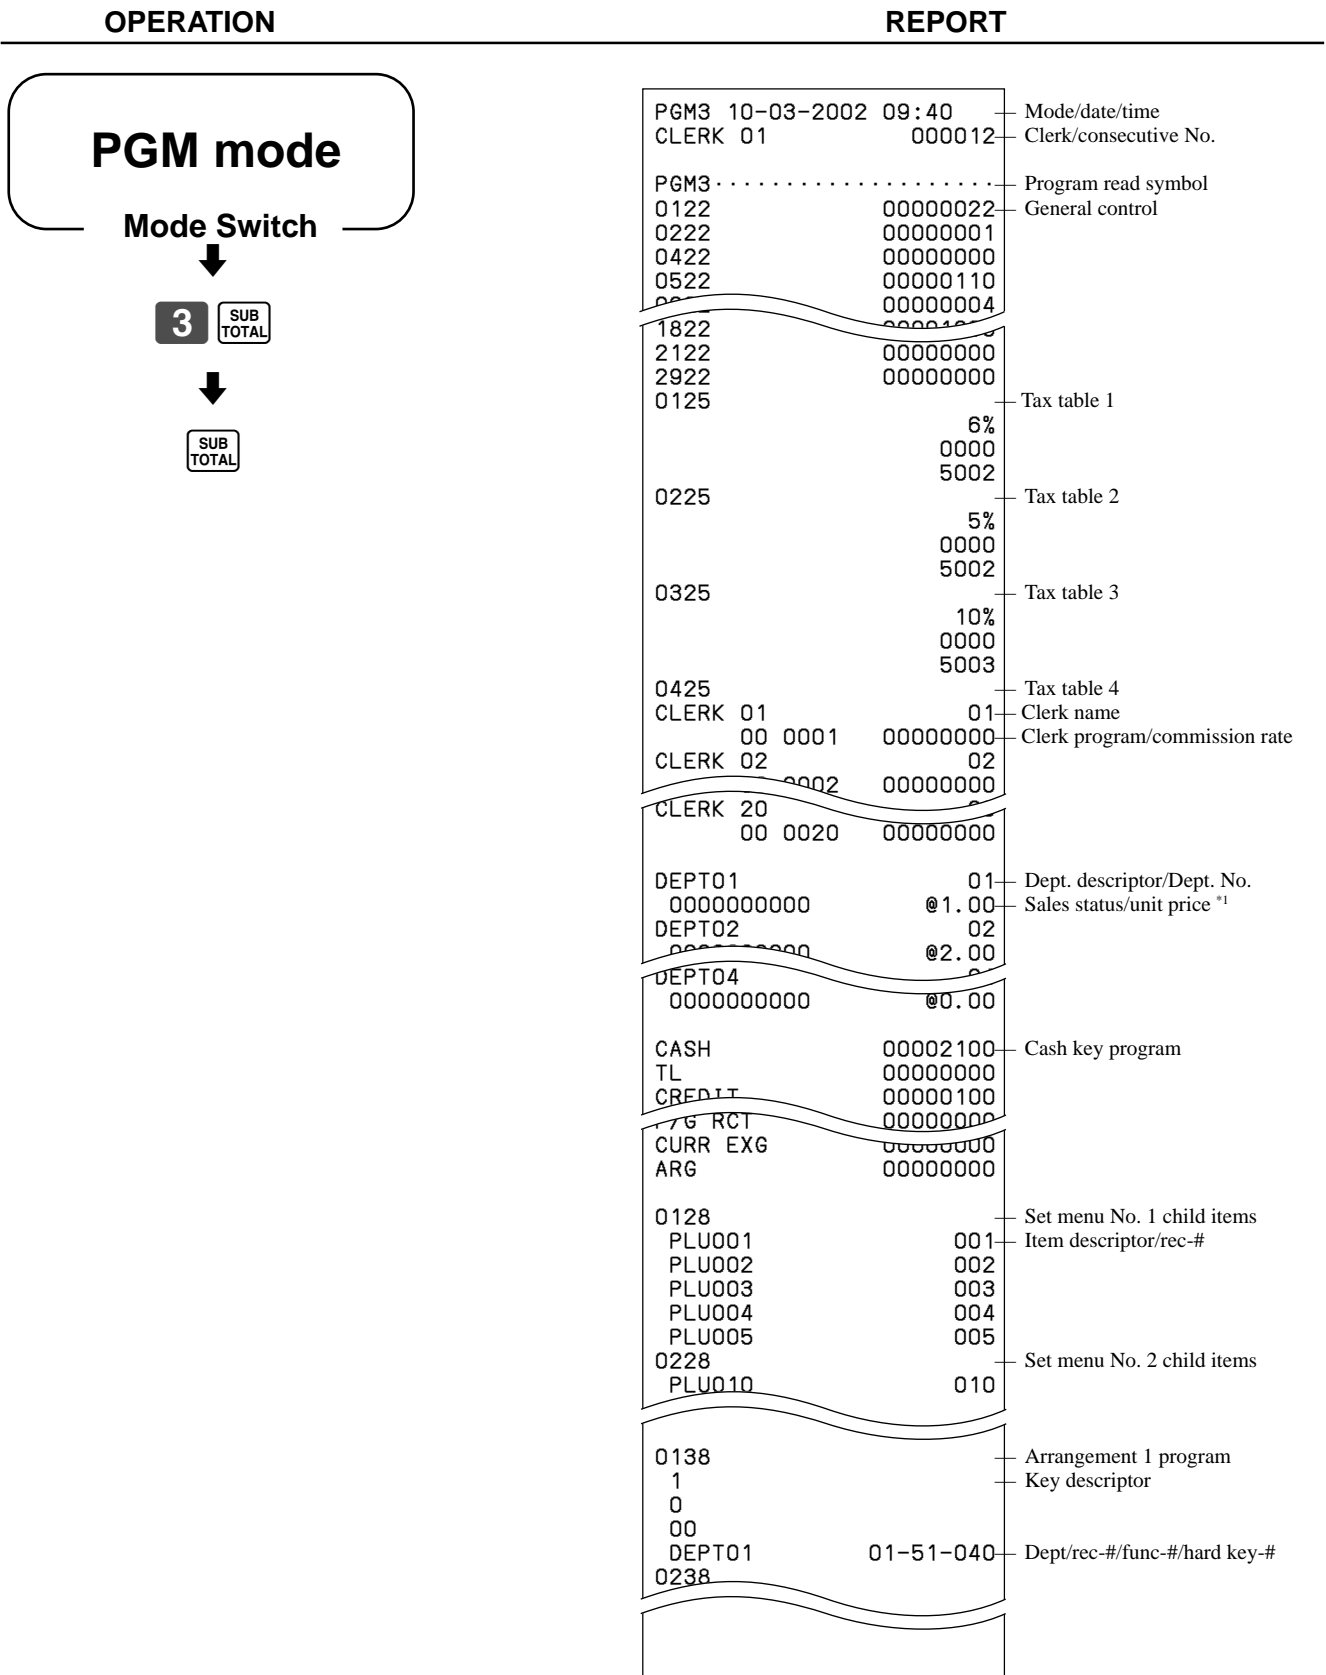 OPERATION REPORT
PGM mode
Mode Switch
3 SUB TOTAL
SUB TOTAL
PGM3 10-03-2002 09:40 Mode/date/time
CLERK 01 000012 Clerk/consecutive No.
PGM3····················· Program read symbol
0122 00000022 General control
0222 00000001
0422 00000000
0522 00000110
00000004
1822
2122 00000000
2922 00000000
0125 Tax table 1
6%
0000
5002
0225 Tax table 2
5%
0000
5002
0325 Tax table 3
10%
0000
5003
0425 Tax table 4
CLERK 01 01 Clerk name
00 0001 00000000 Clerk program/commission rate
CLERK 02 02
0002 00000000
CLERK 20
00 0020 00000000
DEPT01 01 Dept. descriptor/Dept. No.
0000000000 @1.00 Sales status/unit price *1
DEPT02 02
0000000000 @2.00
DEPT04
0000000000 @0.00
CASH 00002100 Cash key program
TL 00000000
CREDIT 00000100
RCT 00000000
CURR EXG 00000000
ARG 00000000
0128 Set menu No. 1 child items
PLU001 001 Item descriptor/rec-#
PLU002 002
PLU003 003
PLU004 004
PLU005 005
0228 Set menu No. 2 child items
PLU010 010
0138 Arrangement 1 program
1 Key descriptor
0
00
DEPT01 01-51-040 Dept/rec-#/func-#/hard key-#
0238